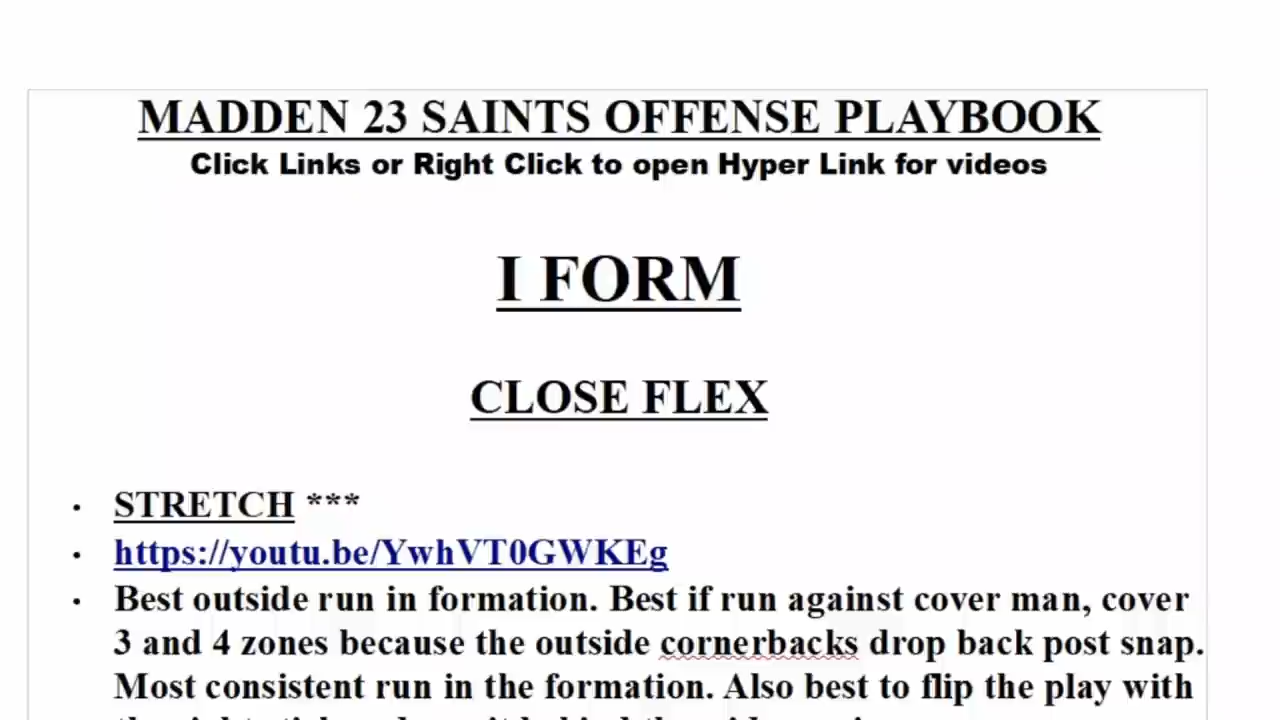 MADDEN 23 SAINTS OFFENSE PLAYBOOK
Click Links or Right Click to open Hyper Link for videos
I FORM
CLOSE FLEX
• STRETCH ***
• https://youtu.be/YwhVT0GWKEg
• Best outside run in formation. Best if run against cover man, cover
3 and 4 zones because the outside cornerbacks drop back post snap.
Most consistent run in the formation. Also best to flip the play with